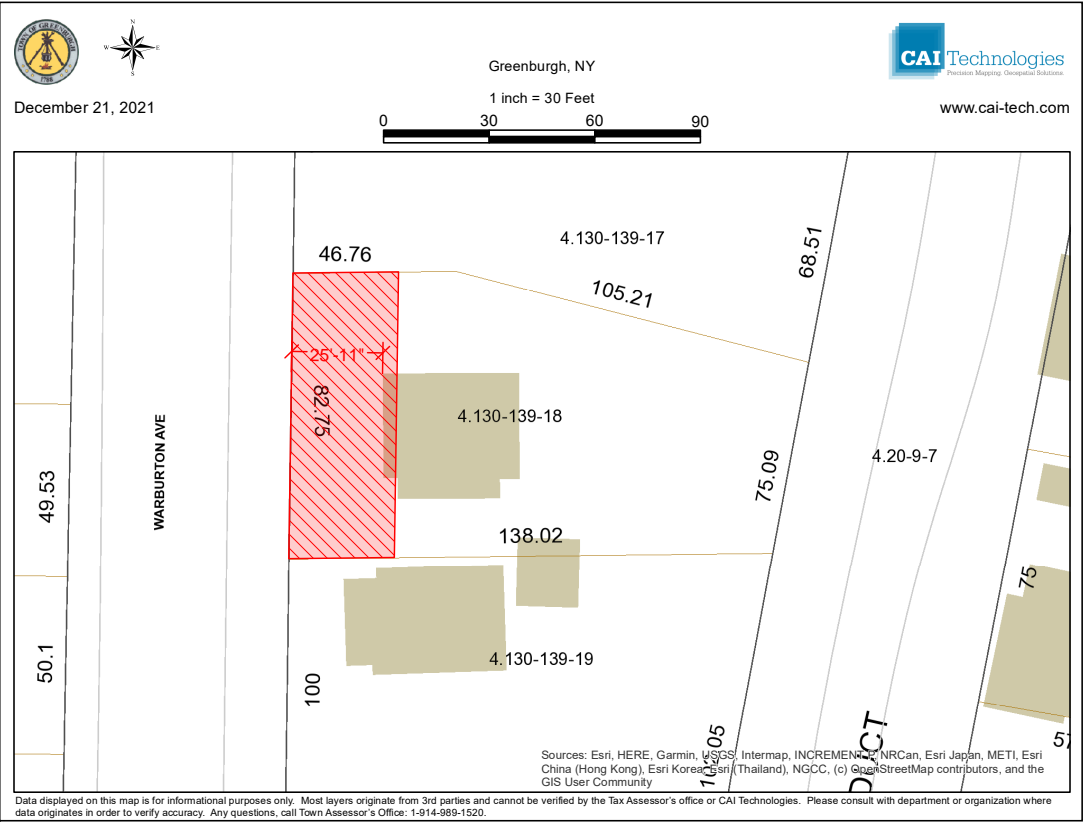 TOWN OF GREENBURGH
1788
N
W E
S
December 21, 2021
Greenburgh, NY
1 inch = 30 Feet
0 30 60 90
CAI Technologies
Precision Mapping. Geospatial Solutions.
www.cai-tech.com
46.76
4.130-139-17
68.51
105.21
25'-11"
82.75
4.130-139-18
WARBURTON AVE
49.53
75.09
4.20-9-7
138.02
50.1
100
4.130-139-19
75
DUCT
57
Sources: Esri, HERE, Garmin, USGS, Intermap, INCREMENT P, NRCan, Esri Japan, METI, Esri
China (Hong Kong), Esri Korea, Esri (Thailand), NGCC, (c) OpenStreetMap contributors, and the
GIS User Community
Data displayed on this map is for informational purposes only. Most layers originate from 3rd parties and cannot be verified by the Tax Assessor's office or CAI Technologies. Please consult with department or organization where
data originates in order to verify accuracy. Any questions, call Town Assessor's Office: 1-914-989-1520.